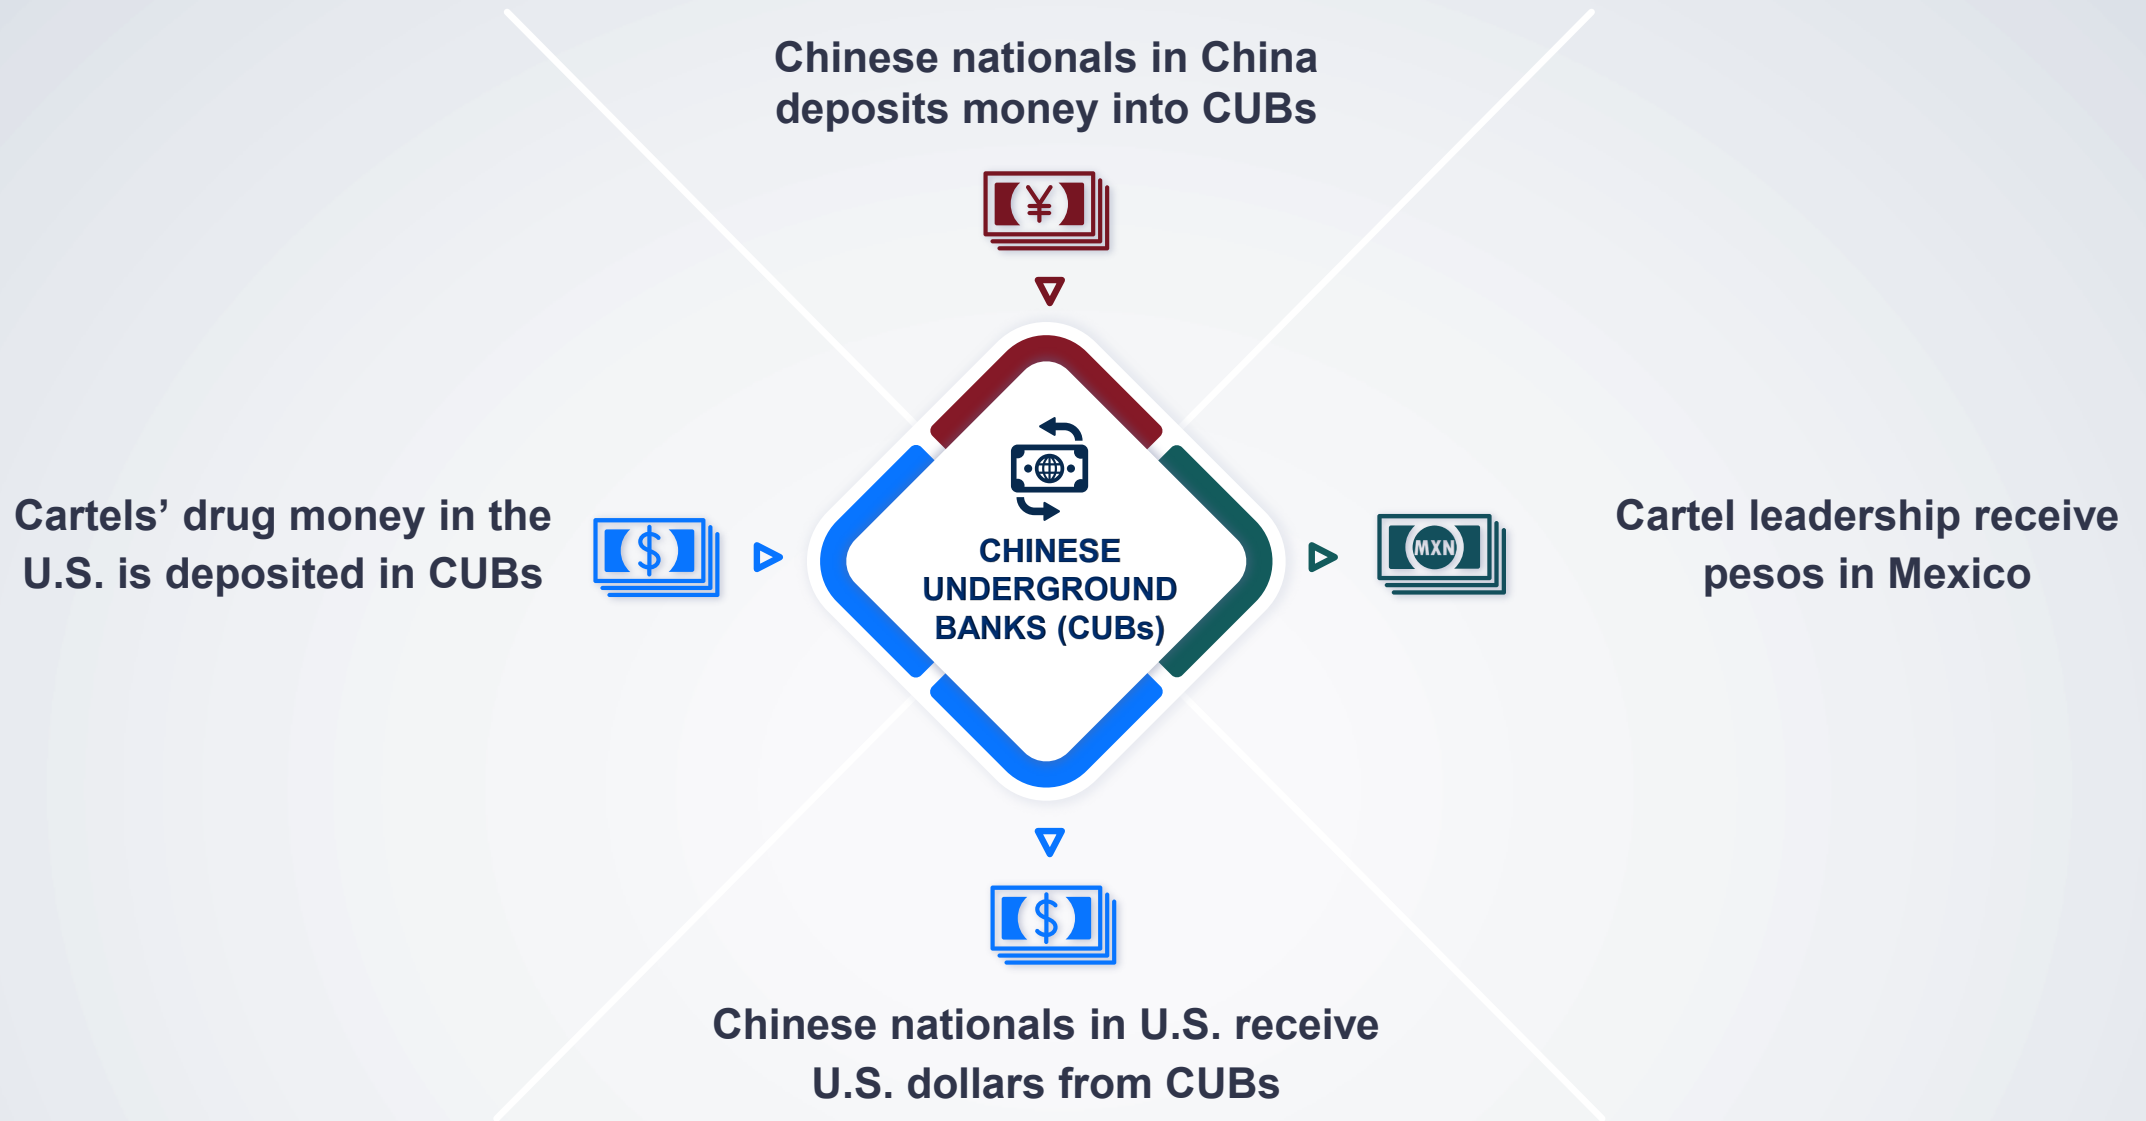 Chinese nationals in China
deposits money into CUBs
¥
Cartels’ drug money in the
U.S. is deposited in CUBs
$
CHINESE
UNDERGROUND
BANKS (CUBs)
MXN
Cartel leadership receive
pesos in Mexico
$
Chinese nationals in U.S. receive
U.S. dollars from CUBs